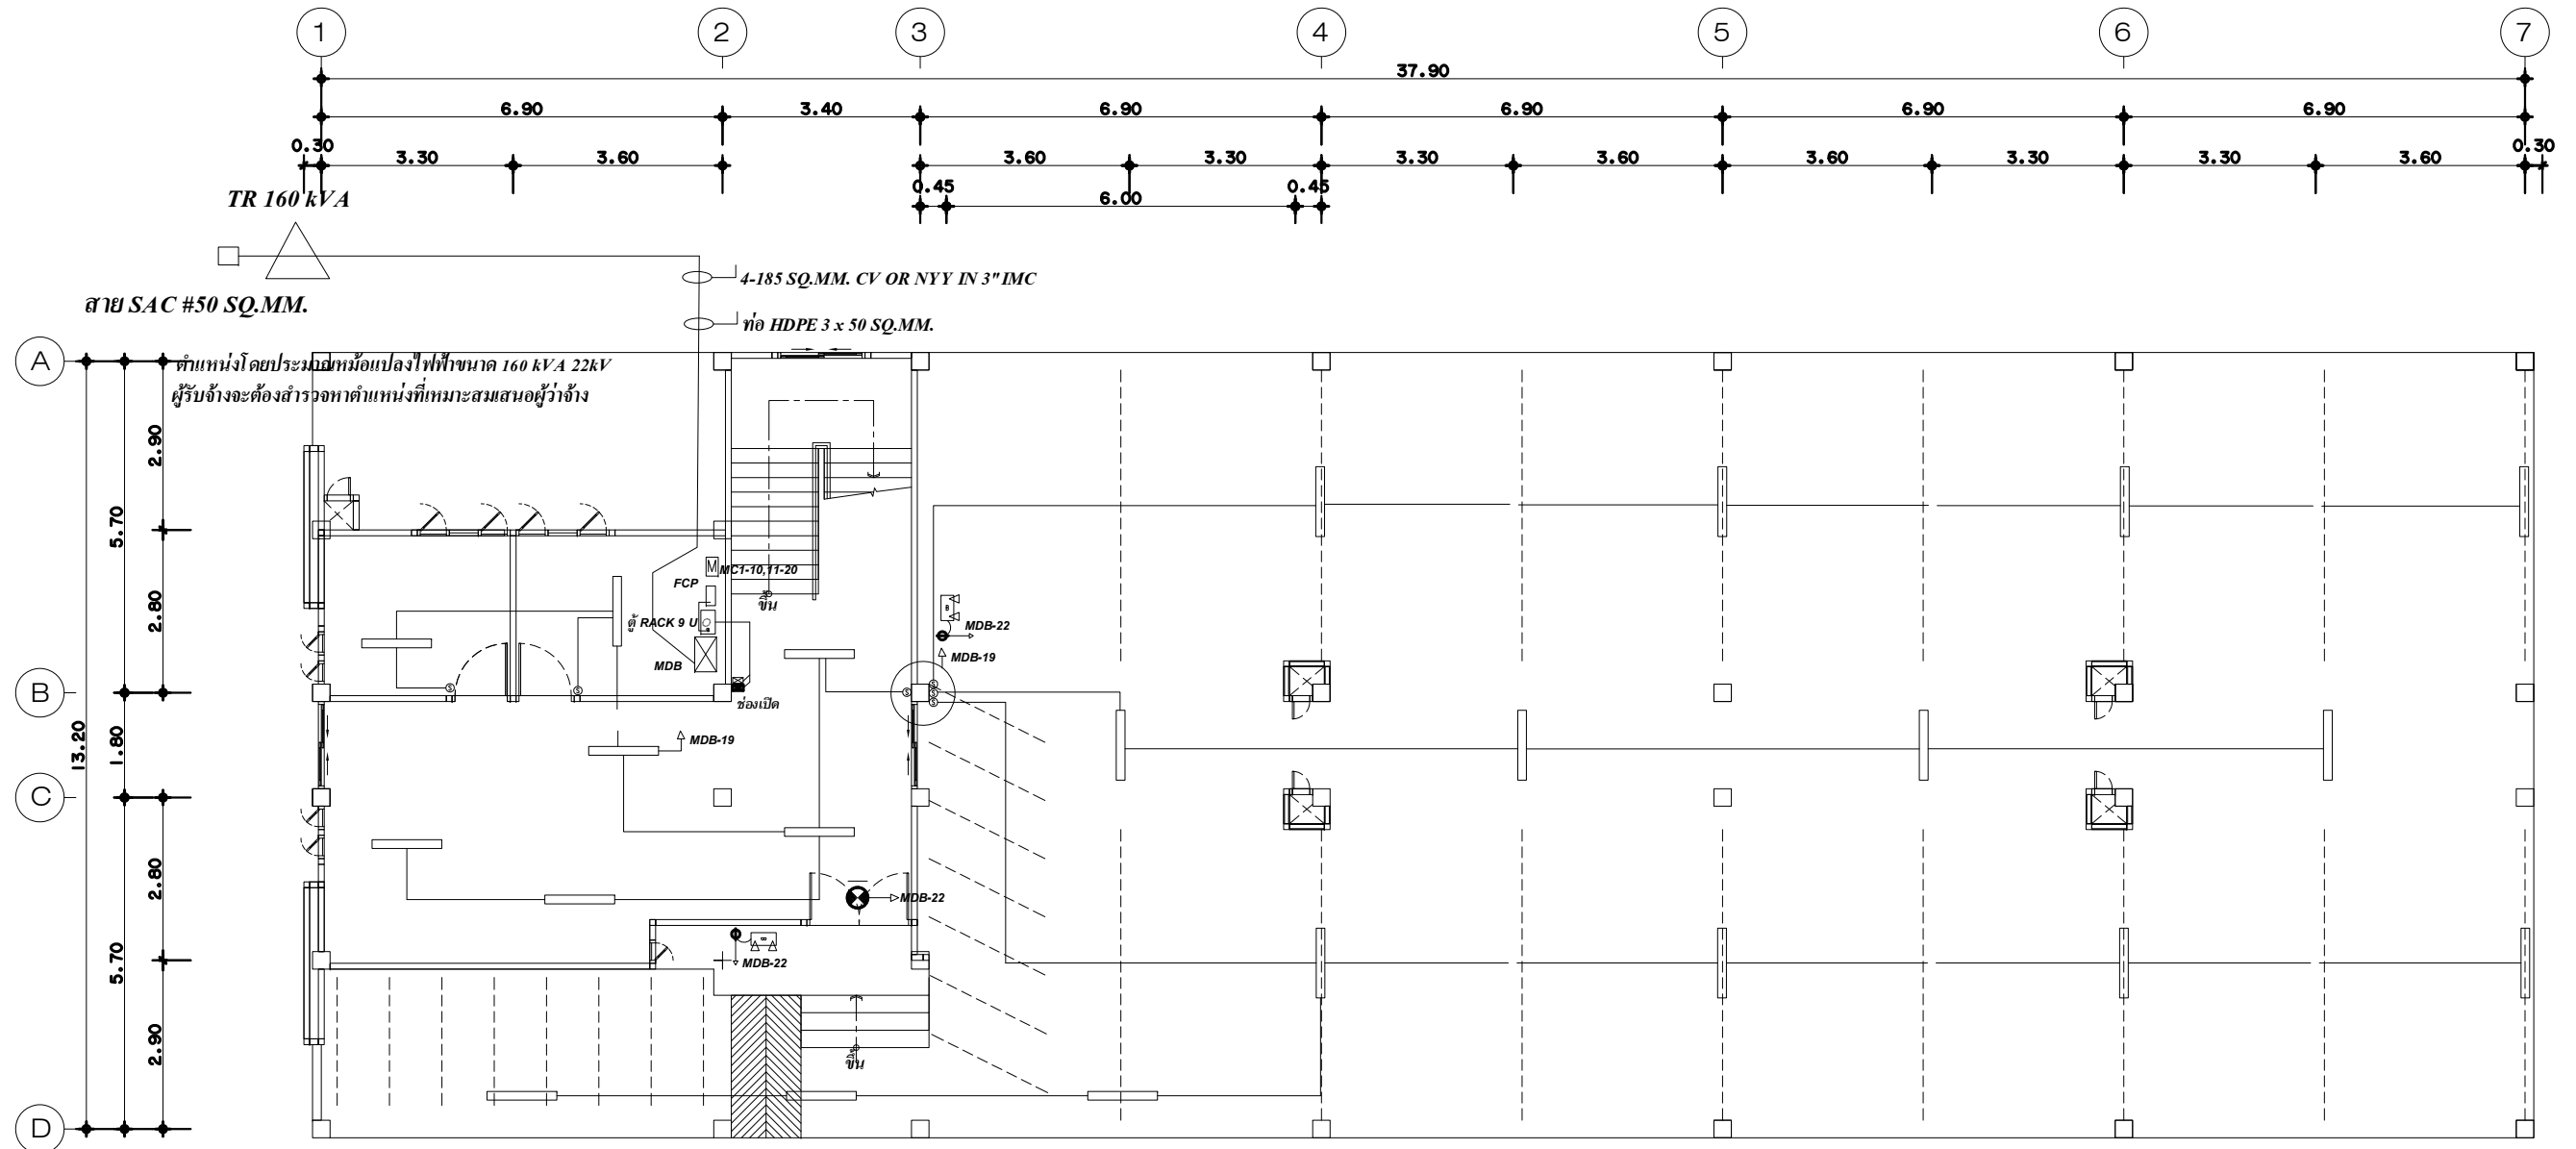 1 2 3 4 5 6 7
37.90
6.90 3.40 6.90 6.90 6.90 6.90
0.30 3.30 3.60 3.60 3.30 3.30 3.60 3.60 3.30 3.30 3.60 0.30
0.45 6.00 0.45
TR 160 kVA
4-185 SQ.MM. CV OR NYY IN 3" IMC
สาย SAC #50 SQ.MM.
ท่อ HDPE 3 x 50 SQ.MM.
A
ตำแหน่งโดยประมาณหม้อแปลงไฟฟ้าขนาด 160 kVA 22kV
ผู้รับจ้างจะต้องสำรวจหาตำแหน่งที่เหมาะสมเสนอผู้ว่าจ้าง
2.90
5.70
M MC1-10,11-20
FCP
2.80
ขึ้น
ตู้ RACK 9 U
MDB-22
MDB
MDB-19
B
S S S S S S
ช่องเปิด
13.20
1.80
MDB-19
C
2.80
MDB-22
MDB-22
5.70
2.90
ขึ้น
D